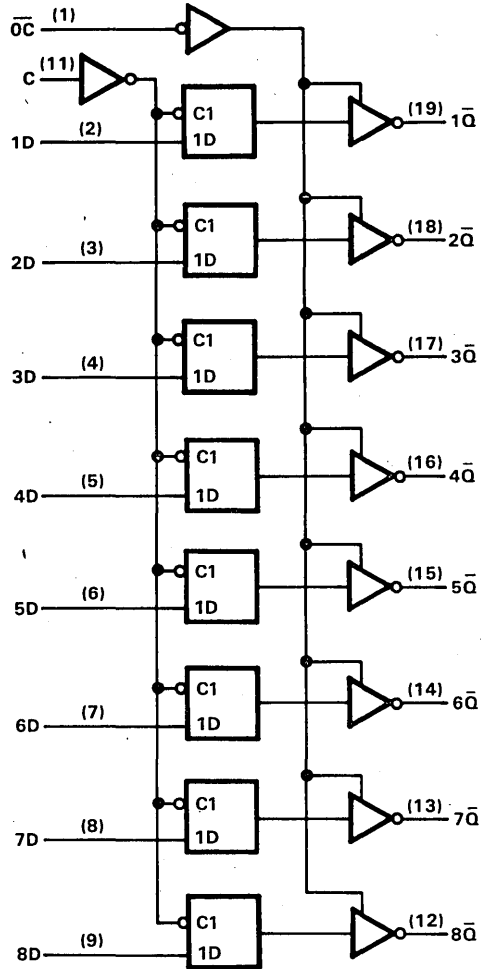 O̅C̅ (1)
C (11)
C1
1D (2) 1D (19) 1Q̅
C1
2D (3) 1D (18) 2Q̅
C1
3D (4) 1D (17) 3Q̅
C1
4D (5) 1D (16) 4Q̅
C1
5D (6) 1D (15) 5Q̅
C1
6D (7) 1D (14) 6Q̅
C1
7D (8) 1D (13) 7Q̅
C1
8D (9) 1D (12) 8Q̅